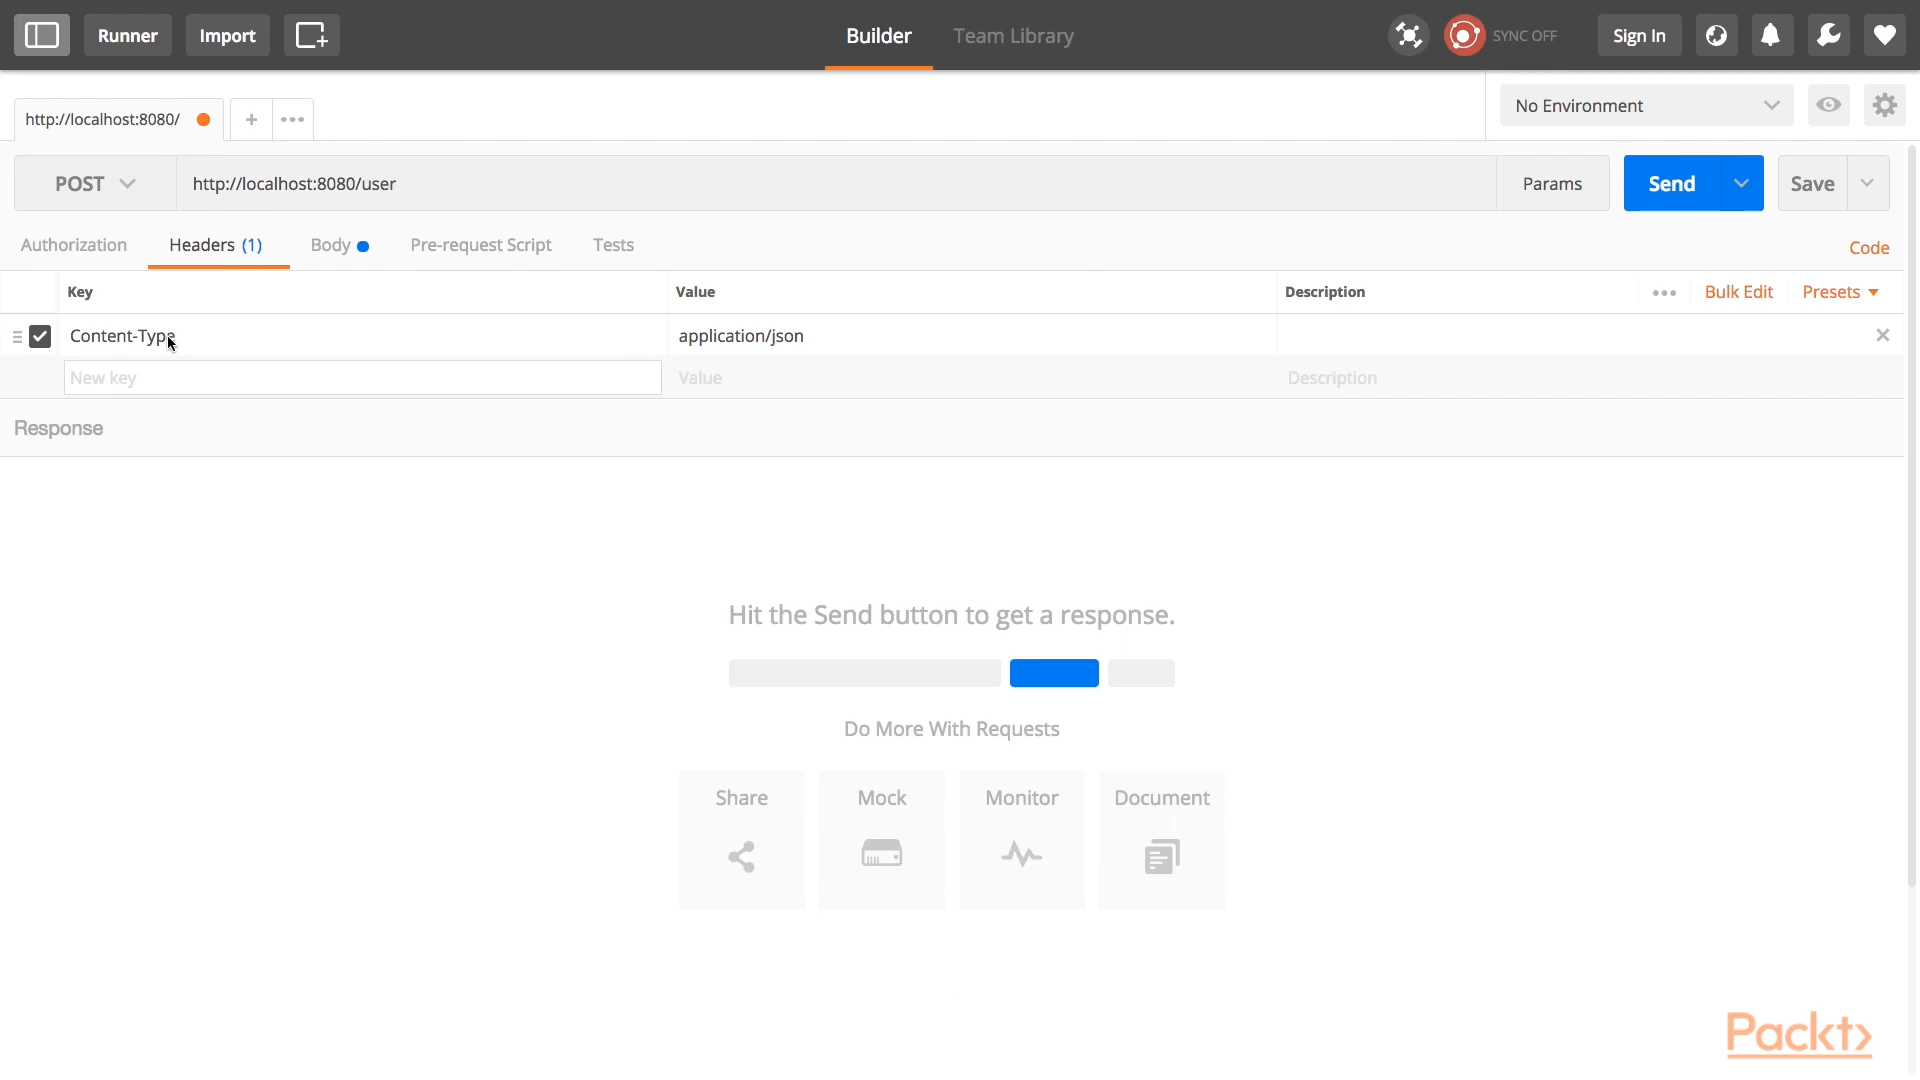 Runner Import Builder Team Library SYNC OFF Sign In
http://localhost:8080/ + ••• No Environment
POST http://localhost:8080/user Params Send Save
Authorization Headers (1) Body Pre-request Script Tests Code
Key Value Description ••• Bulk Edit Presets
Content-Type application/json
New key Value Description
Response
Hit the Send button to get a response.
Do More With Requests
Share Mock Monitor Document
Packt>